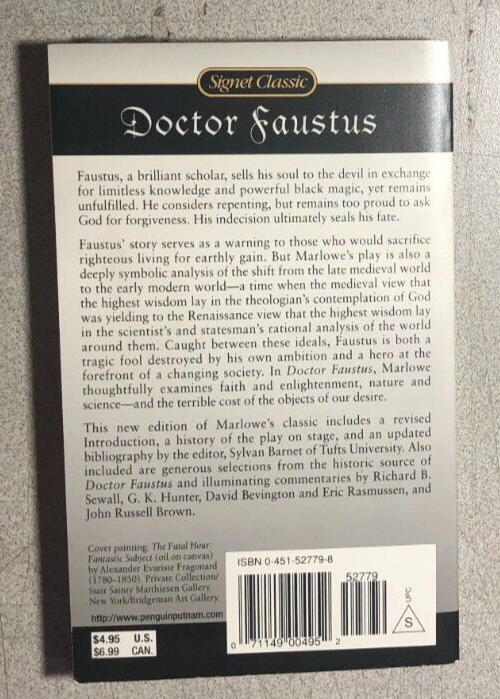 Signet Classic
Doctor Faustus
Faustus, a brilliant scholar, sells his soul to the devil in exchange
for limitless knowledge and powerful black magic, yet remains
unfulfilled. He considers repenting, but remains too proud to ask
God for forgiveness. His indecision ultimately seals his fate.
Faustus' story serves as a warning to those who would sacrifice
righteous living for earthly gain. But Marlowe's play is also a
deeply symbolic analysis of the shift from the late medieval world
to the early modern world—a time when the medieval view that
the highest wisdom lay in the theologian's contemplation of God
was yielding to the Renaissance view that the highest wisdom lay
in the scientist's and statesman's rational analysis of the world
around them. Caught between these ideals, Faustus is both a
tragic fool destroyed by his own ambition and a hero at the
forefront of a changing society. In Doctor Faustus, Marlowe
thoughtfully examines faith and enlightenment, nature and
science—and the terrible cost of the objects of our desire.
This new edition of Marlowe's classic includes a revised
Introduction, a history of the play on stage, and an updated
bibliography by the editor, Sylvan Barnet of Tufts University. Also
included are generous selections from the historic source of
Doctor Faustus and illuminating commentaries by Richard B.
Sewall, G. K. Hunter, David Bevington and Eric Rasmussen, and
John Russell Brown.
Cover painting: The Fatal Hour:
Fantastic Subject (oil on canvas)
by Alexander Evariste Fragonard
(1780-1850). Private Collection/
Stair Sainty Matthiesen Gallery,
New York/Bridgeman Art Gallery.
http://www.penguinputnam.com
$4.95 U.S.
$6.99 CAN.
ISBN 0-451-52779-8
52779
0 71149 00495 2
UPC
S